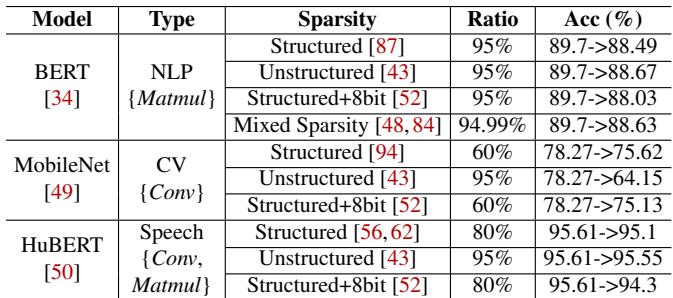 Model Type Sparsity Ratio Acc (%)
BERT [34] NLP {Matmul} Structured [87] 95% 89.7->88.49
Unstructured [43] 95% 89.7->88.67
Structured+8bit [52] 95% 89.7->88.03
Mixed Sparsity [48,84] 94.99% 89.7->88.63
MobileNet [49] CV {Conv} Structured [94] 60% 78.27->75.62
Unstructured [43] 95% 78.27->64.15
Structured+8bit [52] 60% 78.27->75.13
HuBERT [50] Speech {Conv, Matmul} Structured [56,62] 80% 95.61->95.1
Unstructured [43] 95% 95.61->95.55
Structured+8bit [52] 80% 95.61->94.3